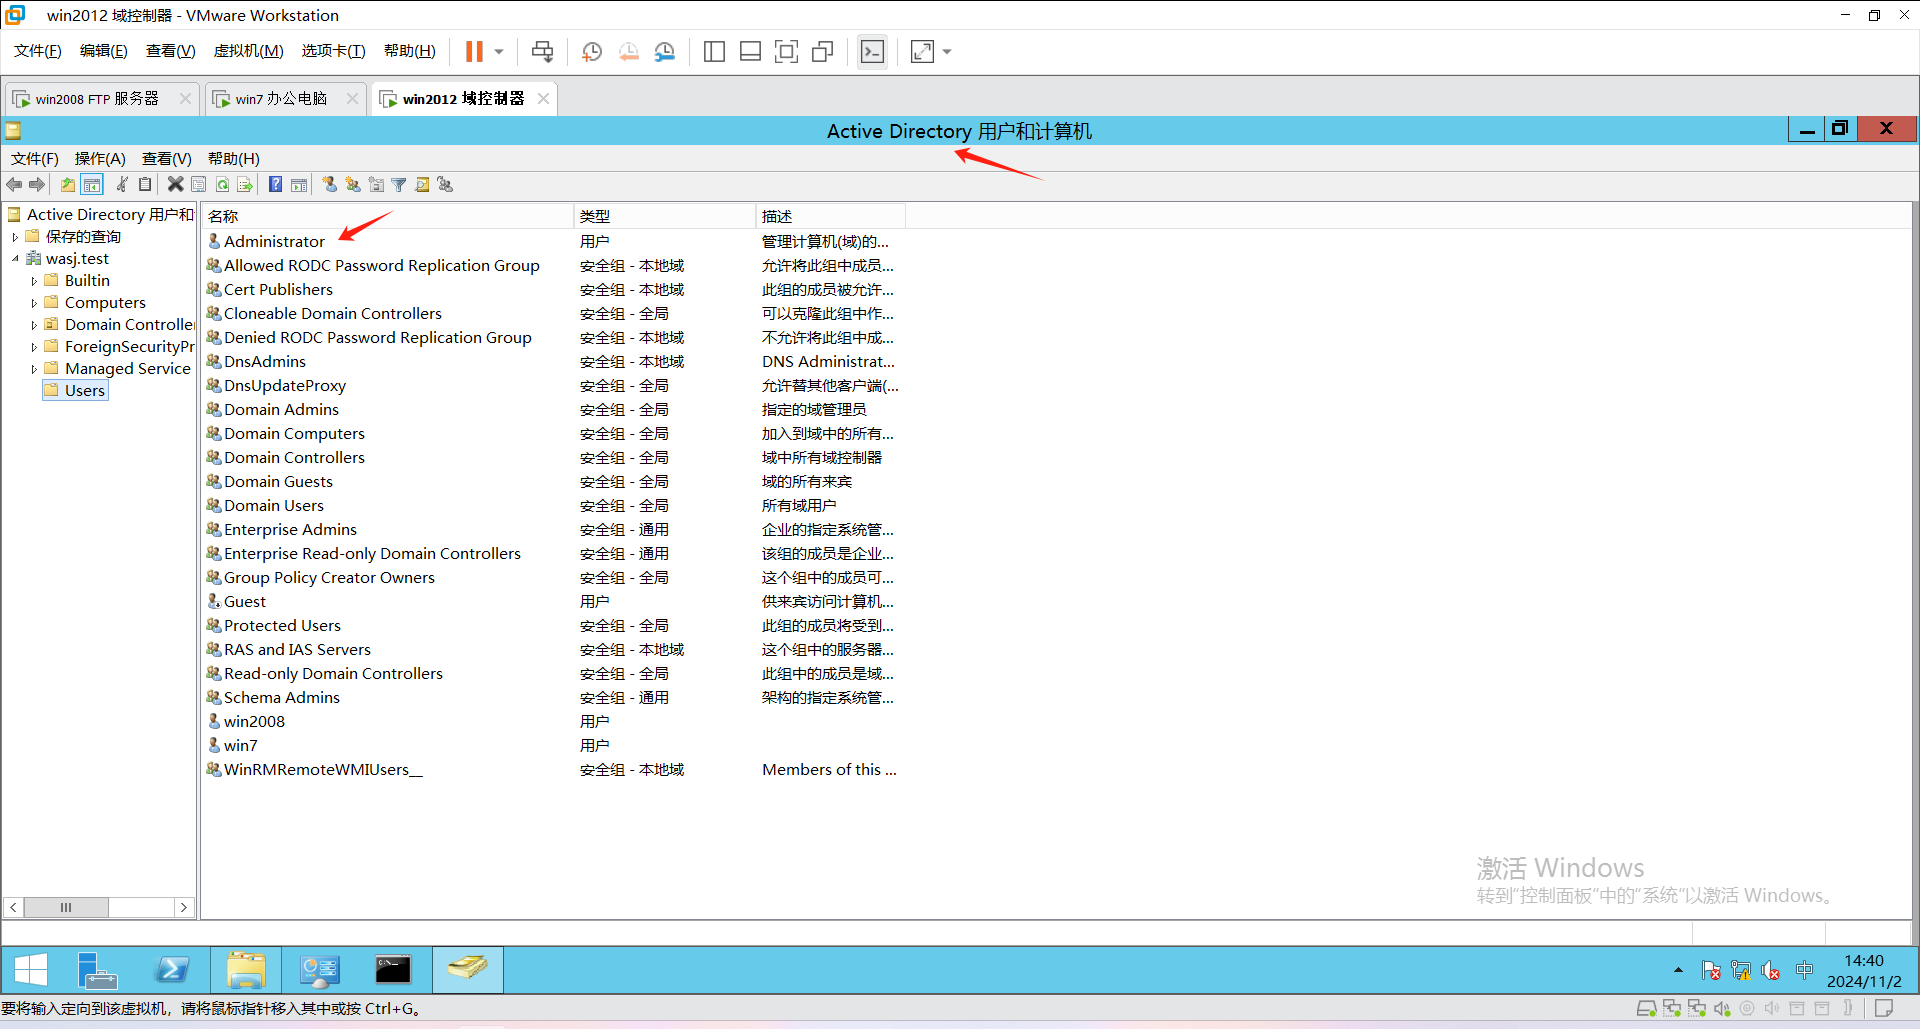 win2012 域控制器 - VMware Workstation
文件(F) 编辑(E) 查看(V) 虚拟机(M) 选项卡(T) 帮助(H)
win2008 FTP 服务器 win7 办公电脑 win2012 域控制器
Active Directory 用户和计算机
文件(F) 操作(A) 查看(V) 帮助(H)
Active Directory 用户和
保存的查询
wasj.test
Builtin
Computers
Domain Controller
ForeignSecurityPr
Managed Service
Users
名称 类型 描述
Administrator 用户 管理计算机(域)的...
Allowed RODC Password Replication Group 安全组 - 本地域 允许将此组中成员...
Cert Publishers 安全组 - 本地域 此组的成员被允许...
Cloneable Domain Controllers 安全组 - 全局 可以克隆此组中作...
Denied RODC Password Replication Group 安全组 - 本地域 不允许将此组中成...
DnsAdmins 安全组 - 本地域 DNS Administrat...
DnsUpdateProxy 安全组 - 全局 允许替其他客户端(...
Domain Admins 安全组 - 全局 指定的域管理员
Domain Computers 安全组 - 全局 加入到域中的所有...
Domain Controllers 安全组 - 全局 域中所有域控制器
Domain Guests 安全组 - 全局 域的所有来宾
Domain Users 安全组 - 全局 所有域用户
Enterprise Admins 安全组 - 通用 企业的指定系统管...
Enterprise Read-only Domain Controllers 安全组 - 通用 该组的成员是企业...
Group Policy Creator Owners 安全组 - 全局 这个组中的成员可...
Guest 用户 供来宾访问计算机...
Protected Users 安全组 - 全局 此组的成员将受到...
RAS and IAS Servers 安全组 - 本地域 这个组中的服务器...
Read-only Domain Controllers 安全组 - 全局 此组中的成员是域...
Schema Admins 安全组 - 通用 架构的指定系统管...
win2008 用户
win7 用户
WinRMRemoteWMIUsers__ 安全组 - 本地域 Members of this ...
激活 Windows
转到"控制面板"中的"系统"以激活 Windows。
中
14:40
2024/11/2
要将输入定向到该虚拟机，请将鼠标指针移入其中或按 Ctrl+G。